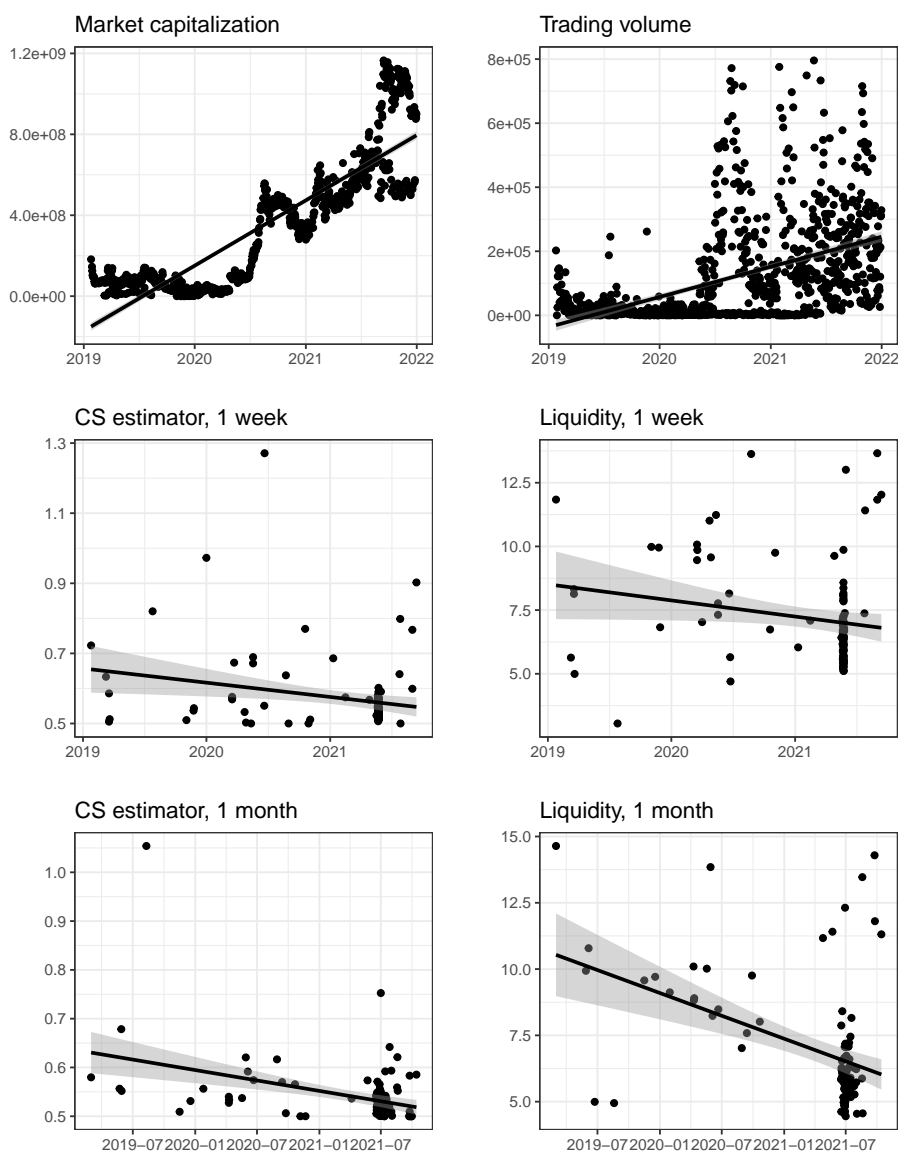 Market capitalization
1.2e+09
8.0e+08
4.0e+08
0.0e+00
2019 2020 2021 2022
Trading volume
8e+05
6e+05
4e+05
2e+05
0e+00
2019 2020 2021 2022
CS estimator, 1 week
1.3
1.1
0.9
0.7
0.5
2019 2020 2021
Liquidity, 1 week
12.5
10.0
7.5
5.0
2019 2020 2021
CS estimator, 1 month
1.0
0.9
0.8
0.7
0.6
0.5
2019−07 2020−01 2020−07 2021−01 2021−07
Liquidity, 1 month
15.0
12.5
10.0
7.5
5.0
2019−07 2020−01 2020−07 2021−01 2021−07